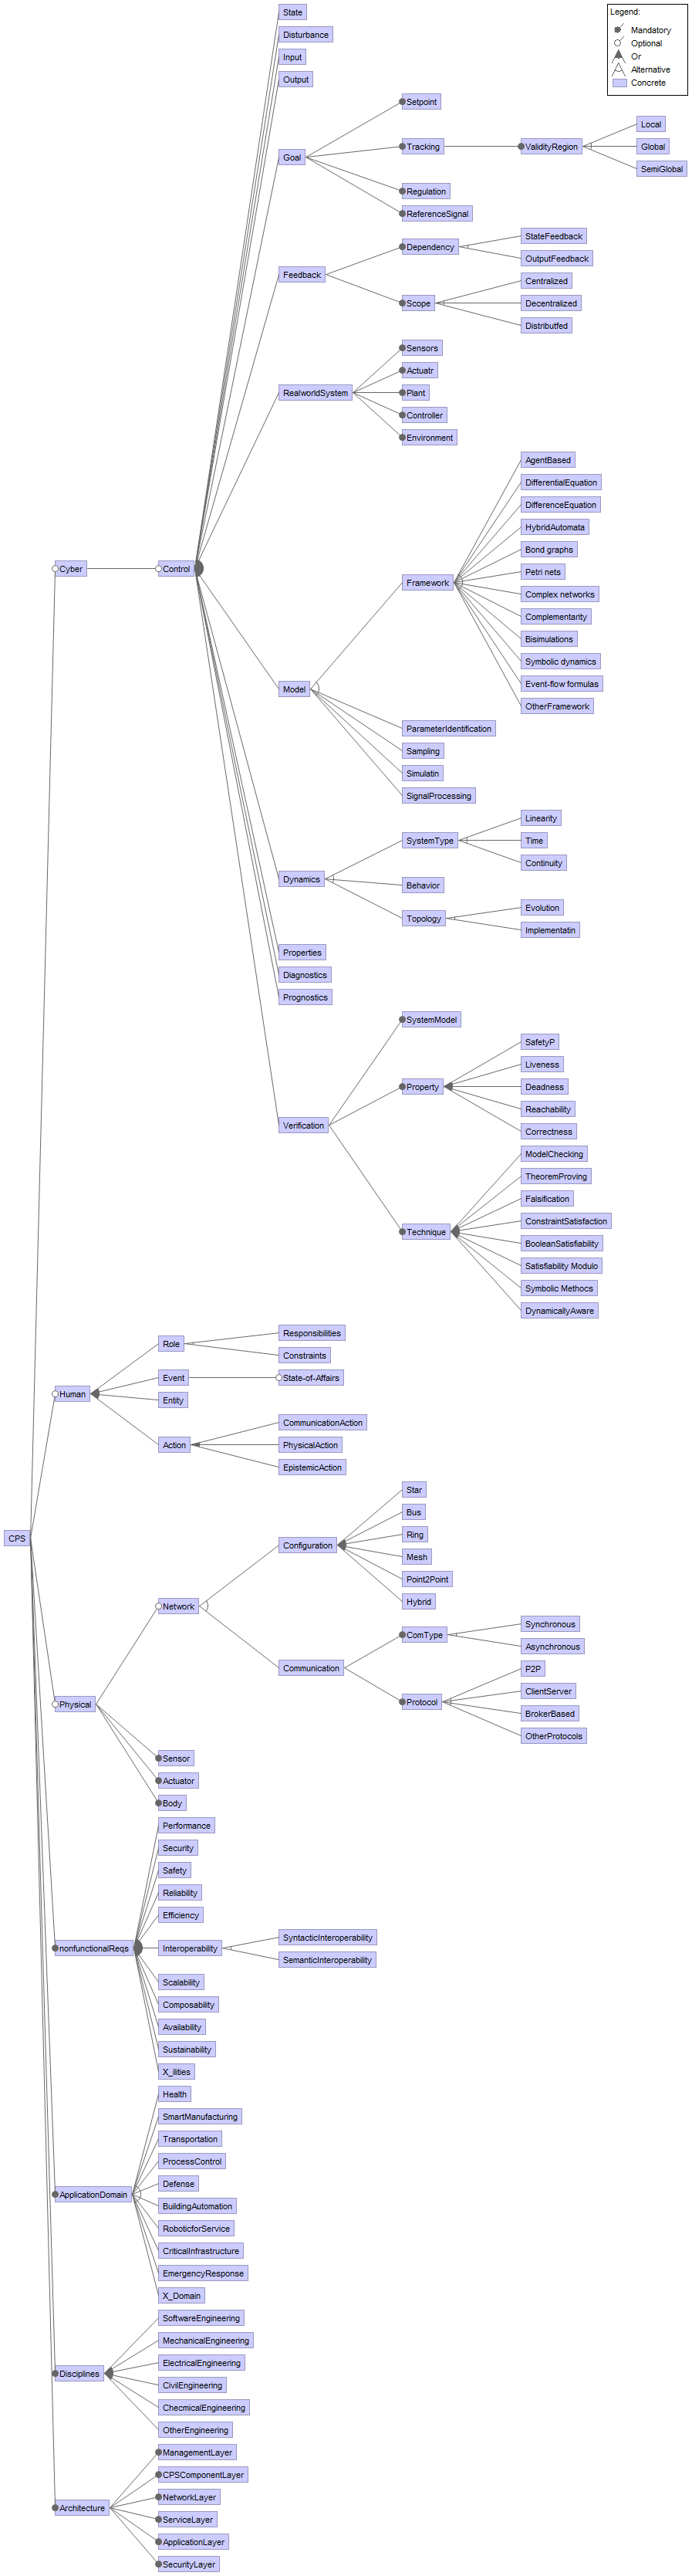 Legend:
Mandatory
Optional
Or
Alternative
Concrete
State
Disturbance
Input
Output
Setpoint
Local
Goal
Tracking
ValidityRegion
Global
SemiGlobal
Regulation
ReferenceSignal
StateFeedback
Dependency
OutputFeedback
Feedback
Centralized
Scope
Decentralized
Distributfed
Sensors
Actuatr
RealworldSystem
Plant
Controller
Environment
AgentBased
DifferentialEquation
DifferenceEquation
HybridAutomata
Bond graphs
Cyber
Control
Petri nets
Framework
Complex networks
Complementarity
Bisimulations
Symbolic dynamics
Event-flow formulas
Model
OtherFramework
ParameterIdentification
Sampling
Simulatin
SignalProcessing
Linearity
SystemType
Time
Continuity
Dynamics
Behavior
Evolution
Topology
Implementatin
Properties
Diagnostics
Prognostics
SystemModel
SafetyP
Liveness
Property
Deadness
Reachability
Verification
Correctness
ModelChecking
TheoremProving
Falsification
ConstraintSatisfaction
Technique
BooleanSatisfiability
Satisfiability Modulo
Symbolic Methocs
DynamicallyAware
Responsibilities
Role
Constraints
Event
State-of-Affairs
Human
Entity
CommunicationAction
Action
PhysicalAction
EpistemicAction
Star
Bus
CPS
Ring
Configuration
Mesh
Point2Point
Hybrid
Network
Synchronous
ComType
Asynchronous
Communication
P2P
ClientServer
Physical
Protocol
BrokerBased
OtherProtocols
Sensor
Actuator
Body
Performance
Security
Safety
Reliability
Efficiency
SyntacticInteroperability
nonfunctionalReqs
Interoperability
SemanticInteroperability
Scalability
Composability
Availability
Sustainability
X_ilities
Health
SmartManufacturing
Transportation
ProcessControl
Defense
ApplicationDomain
BuildingAutomation
RoboticforService
CriticalInfrastructure
EmergencyResponse
X_Domain
SoftwareEngineering
MechanicalEngineering
ElectricalEngineering
Disciplines
CivilEngineering
ChecmicalEngineering
OtherEngineering
ManagementLayer
CPSComponentLayer
NetworkLayer
Architecture
ServiceLayer
ApplicationLayer
SecurityLayer